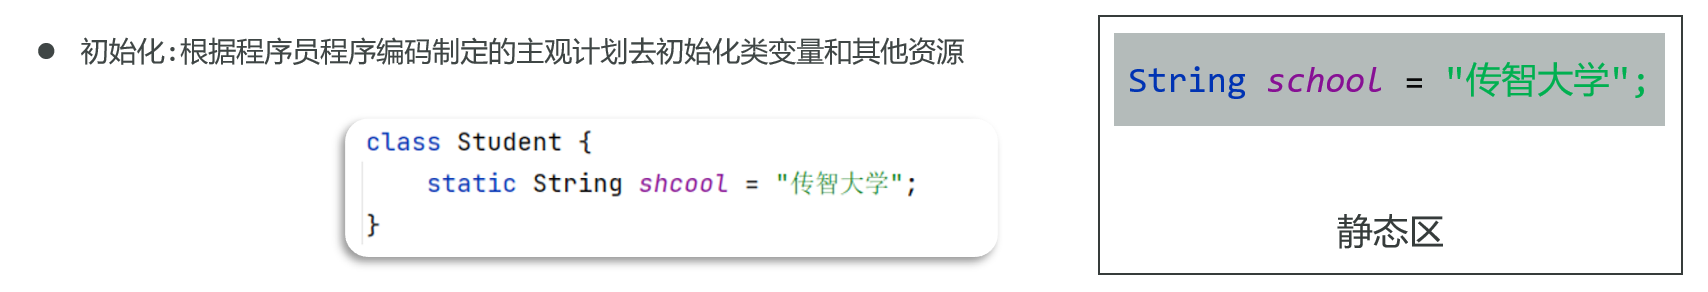 ● 初始化:根据程序员程序编码制定的主观计划去初始化类变量和其他资源
class Student {
    static String shcool = "传智大学";
}
String school = "传智大学";
静态区